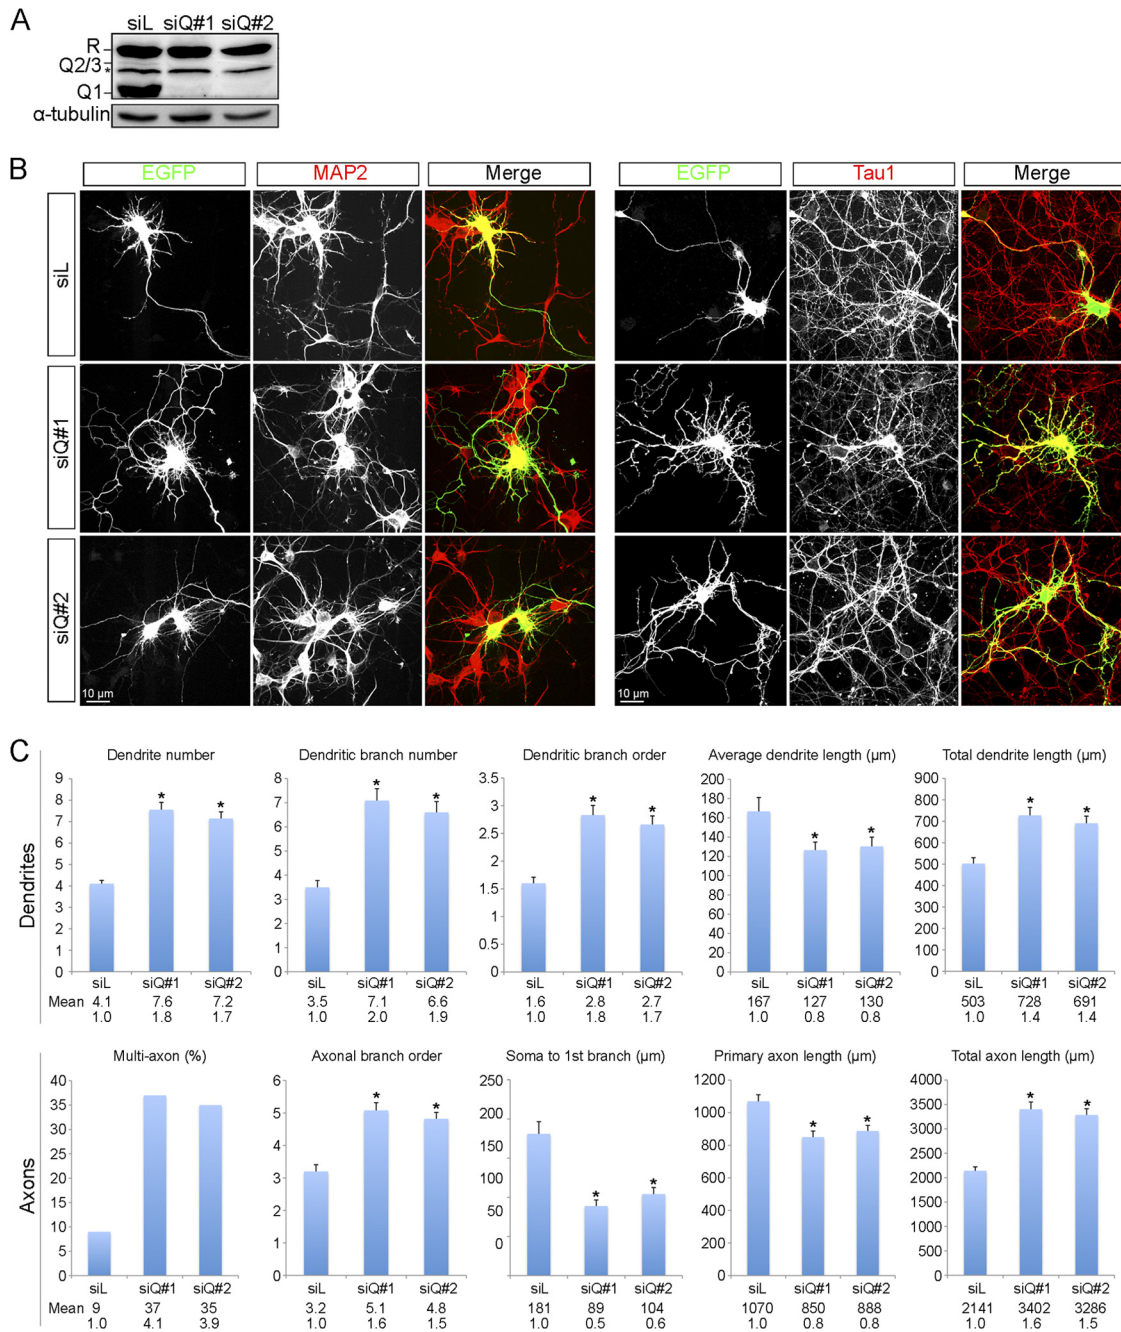 A
siL siQ#1 siQ#2
R
Q2/3
*
Q1
α-tubulin
B
EGFP MAP2 Merge EGFP Tau1 Merge
siL
siQ#1
siQ#2
10 µm 10 µm
C
Dendrites
Dendrite number
9
8
7
6
5
4
3
2
1
0
* *
siL siQ#1 siQ#2
Mean 4.1 7.6 7.2
1.0 1.8 1.7
Dendritic branch number
8
7
6
5
4
3
2
1
0
* *
siL siQ#1 siQ#2
3.5 7.1 6.6
1.0 2.0 1.9
Dendritic branch order
3.5
3
2.5
2
1.5
1
0.5
0
* *
siL siQ#1 siQ#2
1.6 2.8 2.7
1.0 1.8 1.7
Average dendrite length (µm)
200
180
160
140
120
100
80
60
40
20
0
* *
siL siQ#1 siQ#2
167 127 130
1.0 0.8 0.8
Total dendrite length (µm)
900
800
700
600
500
400
300
200
100
0
* *
siL siQ#1 siQ#2
503 728 691
1.0 1.4 1.4
Axons
Multi-axon (%)
40
35
30
25
20
15
10
5
0
siL siQ#1 siQ#2
Mean 9 37 35
1.0 4.1 3.9
Axonal branch order
6
5
4
3
2
1
0
* *
siL siQ#1 siQ#2
3.2 5.1 4.8
1.0 1.6 1.5
Soma to 1st branch (µm)
250
200
150
100
50
0
* *
siL siQ#1 siQ#2
181 89 104
1.0 0.5 0.6
Primary axon length (µm)
1200
1000
800
600
400
200
0
* *
siL siQ#1 siQ#2
1070 850 888
1.0 0.8 0.8
Total axon length (µm)
4000
3500
3000
2500
2000
1500
1000
500
0
* *
siL siQ#1 siQ#2
2141 3402 3286
1.0 1.6 1.5